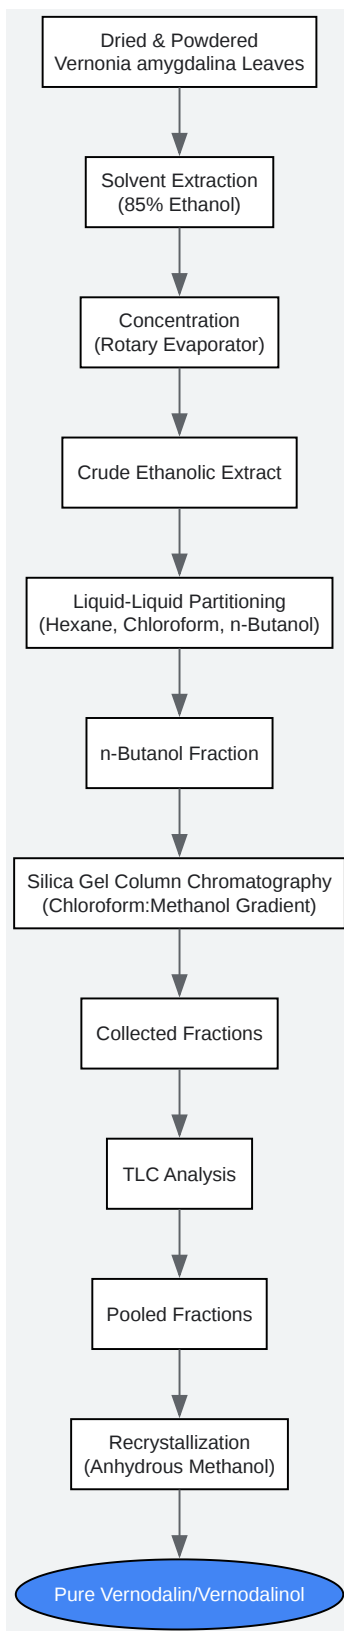 Dried & Powdered
Vernonia amygdalina Leaves
Solvent Extraction
(85% Ethanol)
Concentration
(Rotary Evaporator)
Crude Ethanolic Extract
Liquid-Liquid Partitioning
(Hexane, Chloroform, n-Butanol)
n-Butanol Fraction
Silica Gel Column Chromatography
(Chloroform:Methanol Gradient)
Collected Fractions
TLC Analysis
Pooled Fractions
Recrystallization
(Anhydrous Methanol)
Pure Vernodalin/Vernodalinol